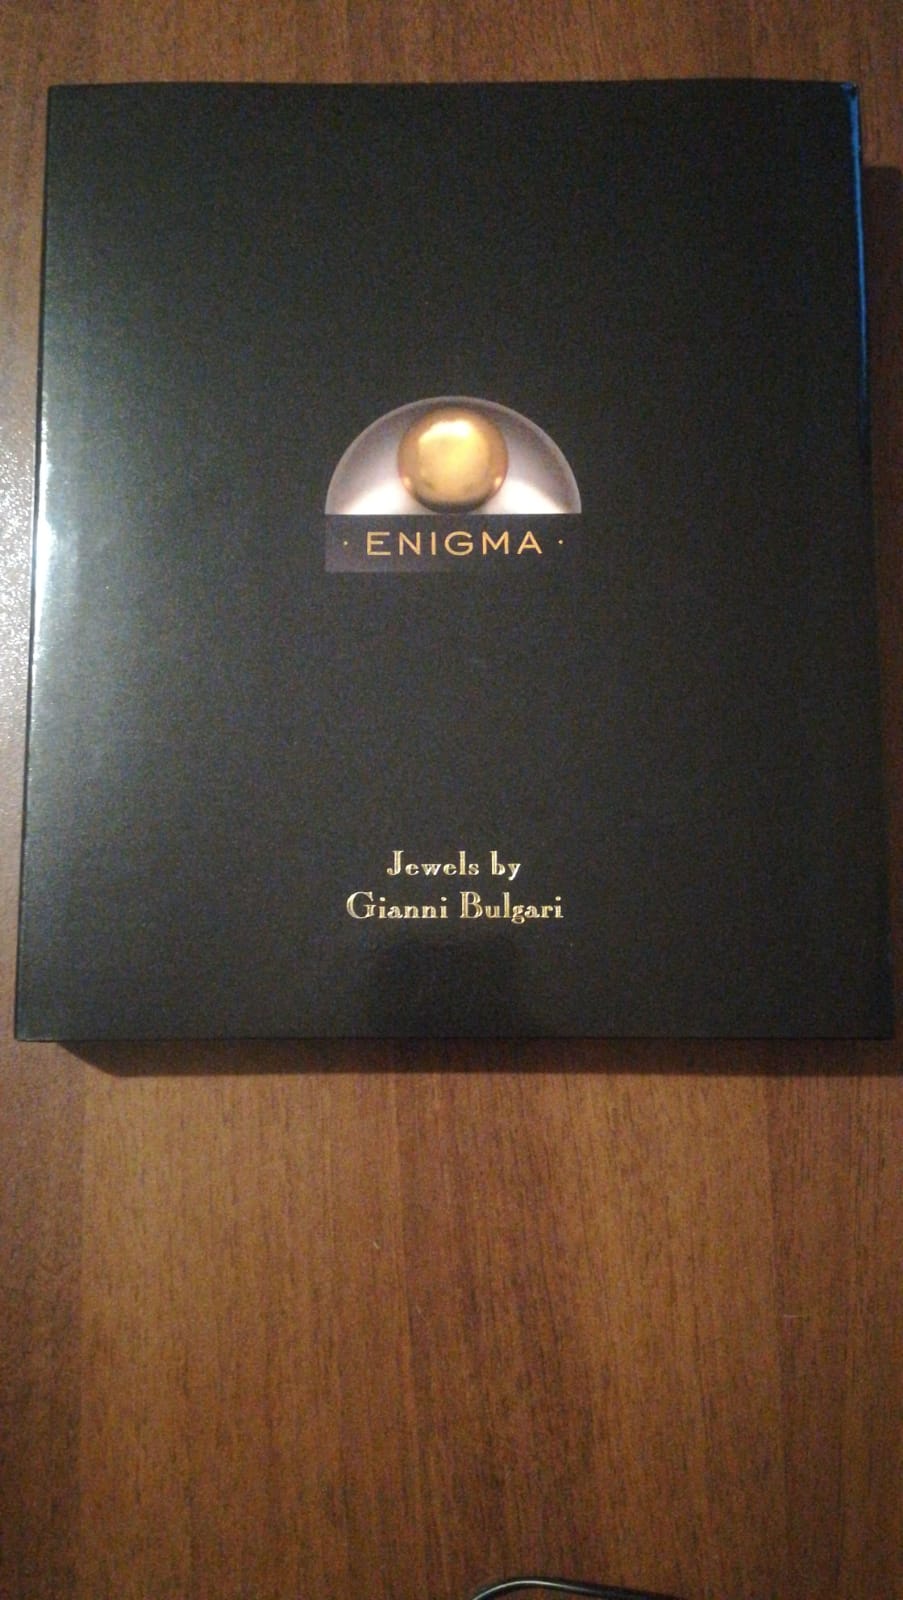 · ENIGMA ·
Jewels by
Gianni Bulgari